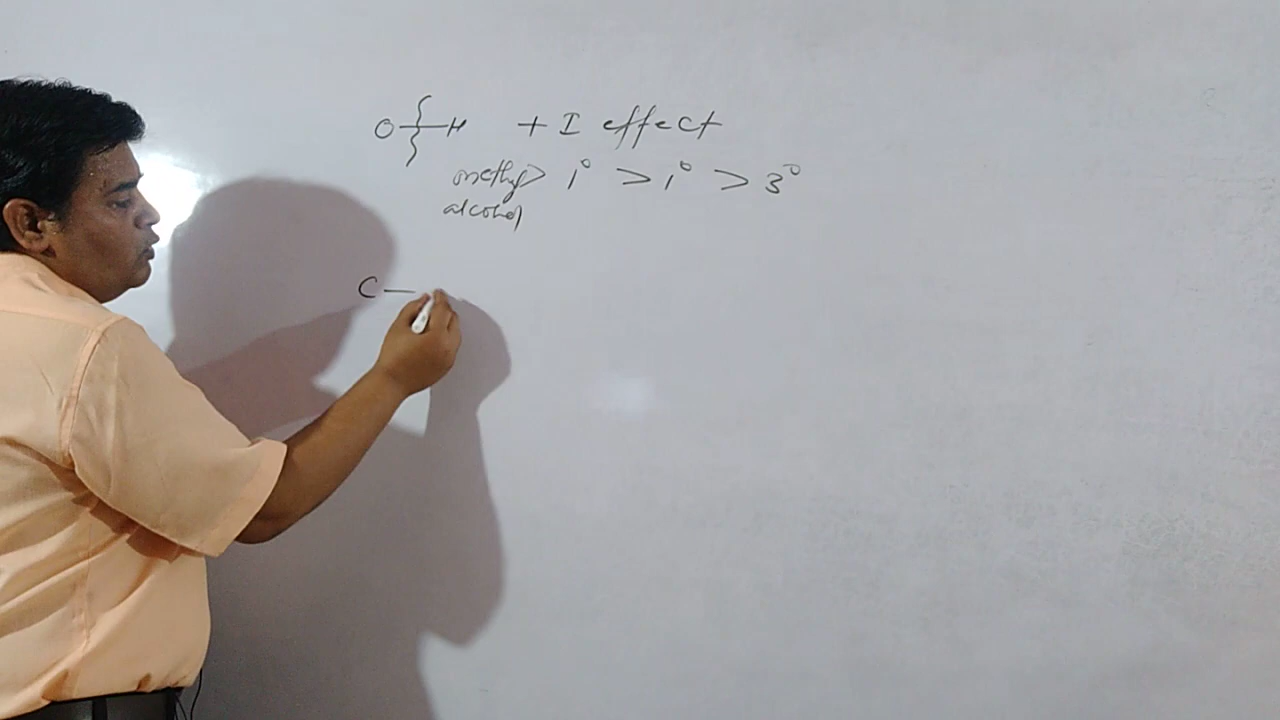 O-H + I effect
methyl > 1° > 1° > 3°
alcohol
C —